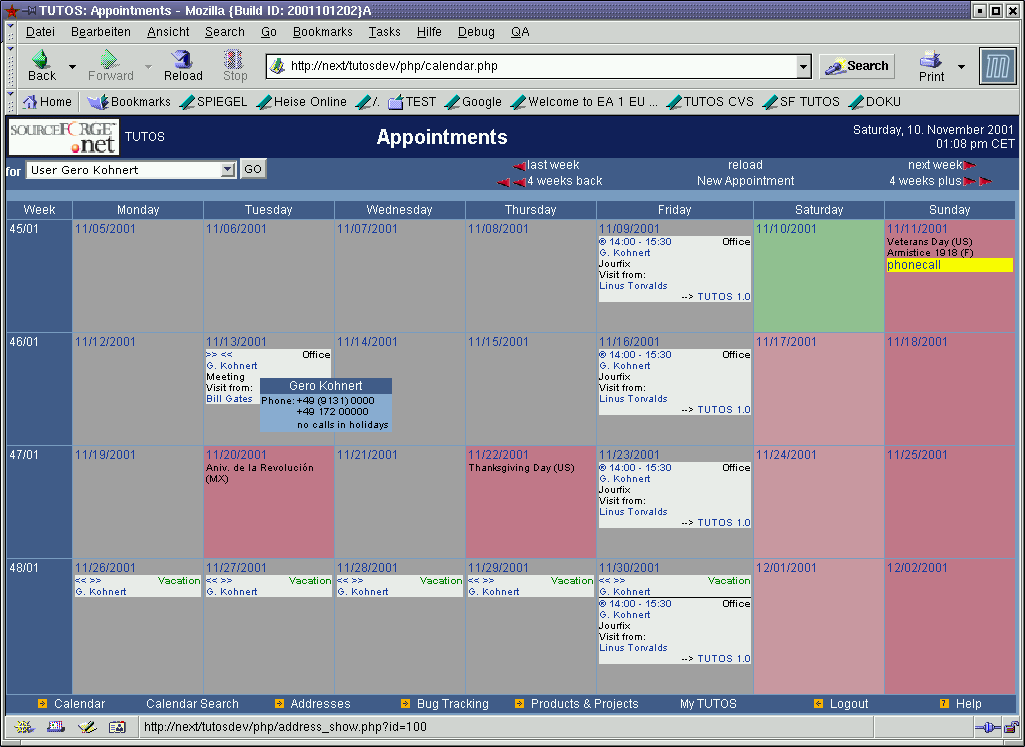 TUTOS: Appointments - Mozilla {Build ID: 2001101202}A
Datei Bearbeiten Ansicht Search Go Bookmarks Tasks Hilfe Debug QA
Back Forward Reload Stop http://next/tutosdev/php/calendar.php Search Print
Home Bookmarks SPIEGEL Heise Online /. TEST Google Welcome to EA 1 EU ... TUTOS CVS SF TUTOS DOKU
SOURCEFORGE .net TUTOS Appointments Saturday, 10. November 2001
01:08 pm CET
for User Gero Kohnert GO last week reload next week
4 weeks back New Appointment 4 weeks plus
Week Monday Tuesday Wednesday Thursday Friday Saturday Sunday
45/01 11/05/2001 11/06/2001 11/07/2001 11/08/2001 11/09/2001 11/10/2001 11/11/2001
® 14:00 - 15:30 Office Veterans Day (US)
G. Kohnert Armistice 1918 (F)
Jourfix phonecall
Visit from:
Linus Torvalds
--> TUTOS 1.0
46/01 11/12/2001 11/13/2001 11/14/2001 11/15/2001 11/16/2001 11/17/2001 11/18/2001
>> << Office ® 14:00 - 15:30 Office
G. Kohnert G. Kohnert
Meeting Jourfix
Visit from: Gero Kohnert Visit from:
Bill Gates Phone: +49 (9131) 0000 Linus Torvalds
+49 172 00000 --> TUTOS 1.0
no calls in holidays
47/01 11/19/2001 11/20/2001 11/21/2001 11/22/2001 11/23/2001 11/24/2001 11/25/2001
Aniv. de la Revolución Thanksgiving Day (US) ® 14:00 - 15:30 Office
(MX) G. Kohnert
Jourfix
Visit from:
Linus Torvalds
--> TUTOS 1.0
48/01 11/26/2001 11/27/2001 11/28/2001 11/29/2001 11/30/2001 12/01/2001 12/02/2001
<< >> Vacation << >> Vacation << >> Vacation << >> Vacation << >> Vacation
G. Kohnert G. Kohnert G. Kohnert G. Kohnert G. Kohnert
® 14:00 - 15:30 Office
G. Kohnert
Jourfix
Visit from:
Linus Torvalds
--> TUTOS 1.0
Calendar Calendar Search Addresses Bug Tracking Products & Projects My TUTOS Logout ? Help
http://next/tutosdev/php/address_show.php?id=100